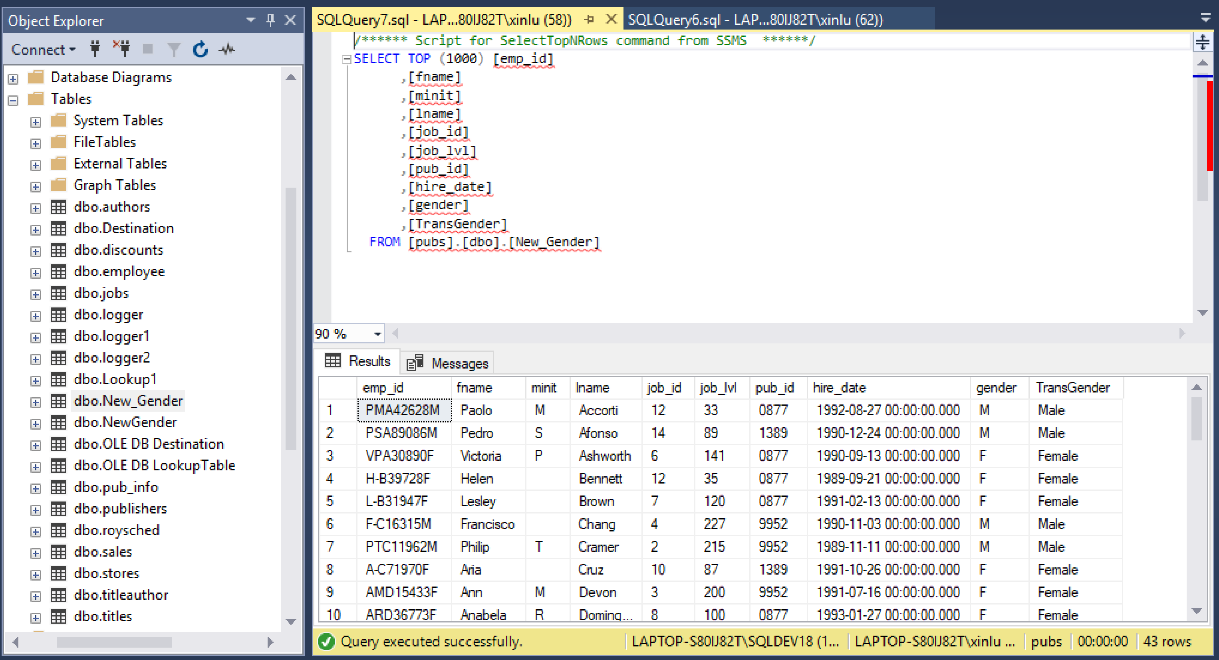 Object Explorer
Connect
Database Diagrams
Tables
System Tables
FileTables
External Tables
Graph Tables
dbo.authors
dbo.Destination
dbo.discounts
dbo.employee
dbo.jobs
dbo.logger
dbo.logger1
dbo.logger2
dbo.Lookup1
dbo.New_Gender
dbo.NewGender
dbo.OLE DB Destination
dbo.OLE DB LookupTable
dbo.pub_info
dbo.publishers
dbo.roysched
dbo.sales
dbo.stores
dbo.titleauthor
dbo.titles
SQLQuery7.sql - LAP...80IJ82T\xinlu (58)) SQLQuery6.sql - LAP...80IJ82T\xinlu (62))
/****** Script for SelectTopNRows command from SSMS ******/
SELECT TOP (1000) [emp_id]
,[fname]
,[minit]
,[lname]
,[job_id]
,[job_lvl]
,[pub_id]
,[hire_date]
,[gender]
,[TransGender]
FROM [pubs].[dbo].[New_Gender]
90 %
Results Messages
emp_id fname minit lname job_id job_lvl pub_id hire_date gender TransGender
1 PMA42628M Paolo M Accorti 12 33 0877 1992-08-27 00:00:00.000 M Male
2 PSA89086M Pedro S Afonso 14 89 1389 1990-12-24 00:00:00.000 M Male
3 VPA30890F Victoria P Ashworth 6 141 0877 1990-09-13 00:00:00.000 F Female
4 H-B39728F Helen Bennett 12 35 0877 1989-09-21 00:00:00.000 F Female
5 L-B31947F Lesley Brown 7 120 0877 1991-02-13 00:00:00.000 F Female
6 F-C16315M Francisco Chang 4 227 9952 1990-11-03 00:00:00.000 M Male
7 PTC11962M Philip T Cramer 2 215 9952 1989-11-11 00:00:00.000 M Male
8 A-C71970F Aria Cruz 10 87 1389 1991-10-26 00:00:00.000 F Female
9 AMD15433F Ann M Devon 3 200 9952 1991-07-16 00:00:00.000 F Female
10 ARD36773F Anabela R Doming... 8 100 0877 1993-01-27 00:00:00.000 F Female
Query executed successfully. LAPTOP-S80IJ82T\SQLDEV18 (1... LAPTOP-S80IJ82T\xinlu ... pubs 00:00:00 43 rows